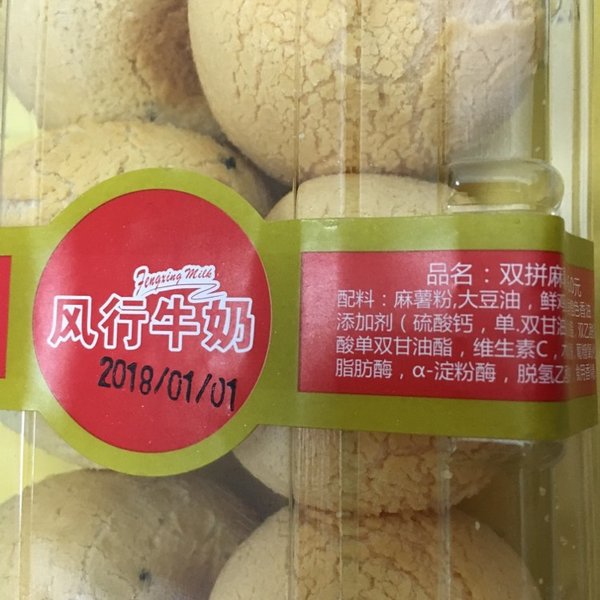 Fengxing Milk
风行牛奶
2018/01/01
品名：双拼麻
配料：麻薯粉,大豆油，鲜
添加剂（硫酸钙，单.双甘油
酸单双甘油酯，维生素C，
脂肪酶，α-淀粉酶，脱氢乙